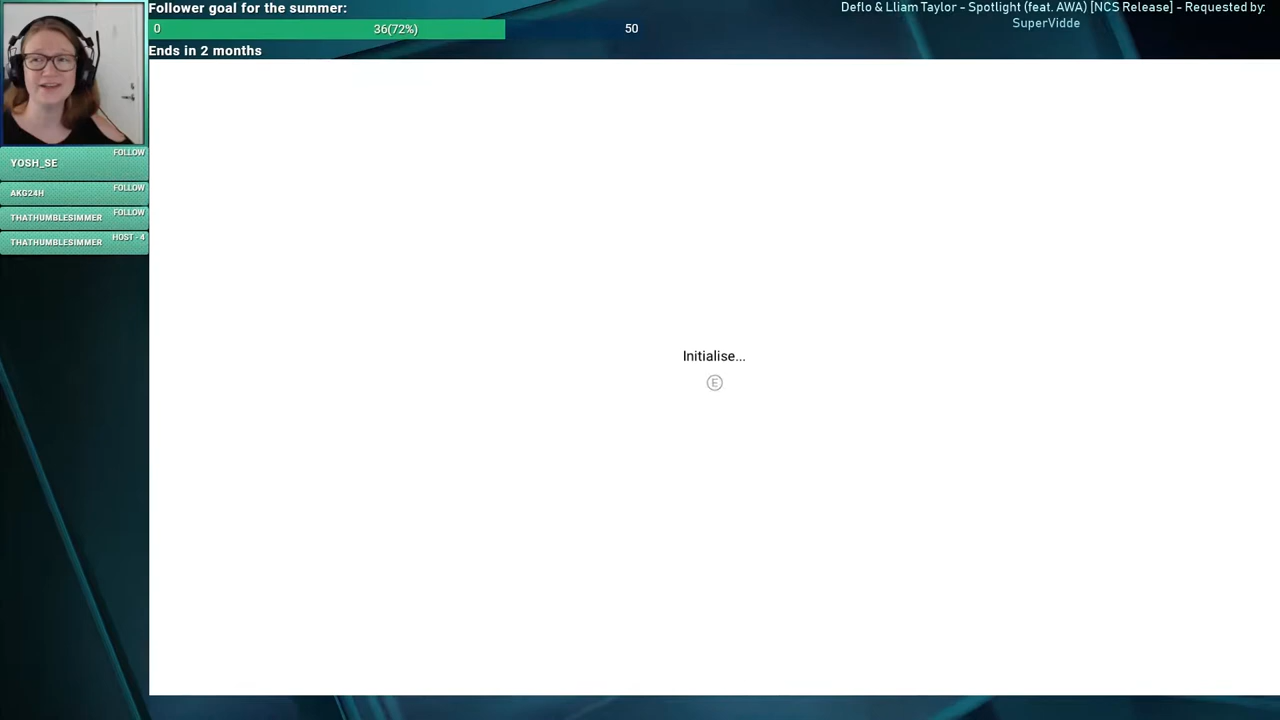 Follower goal for the summer:
0 36(72%) 50
Ends in 2 months
Deflo & Lliam Taylor - Spotlight (feat. AWA) [NCS Release] - Requested by:
SuperVidde
YOSH_SE FOLLOW
AKG24H FOLLOW
THATHUMBLESIMMER FOLLOW
THATHUMBLESIMMER HOST - 4
Initialise...
E